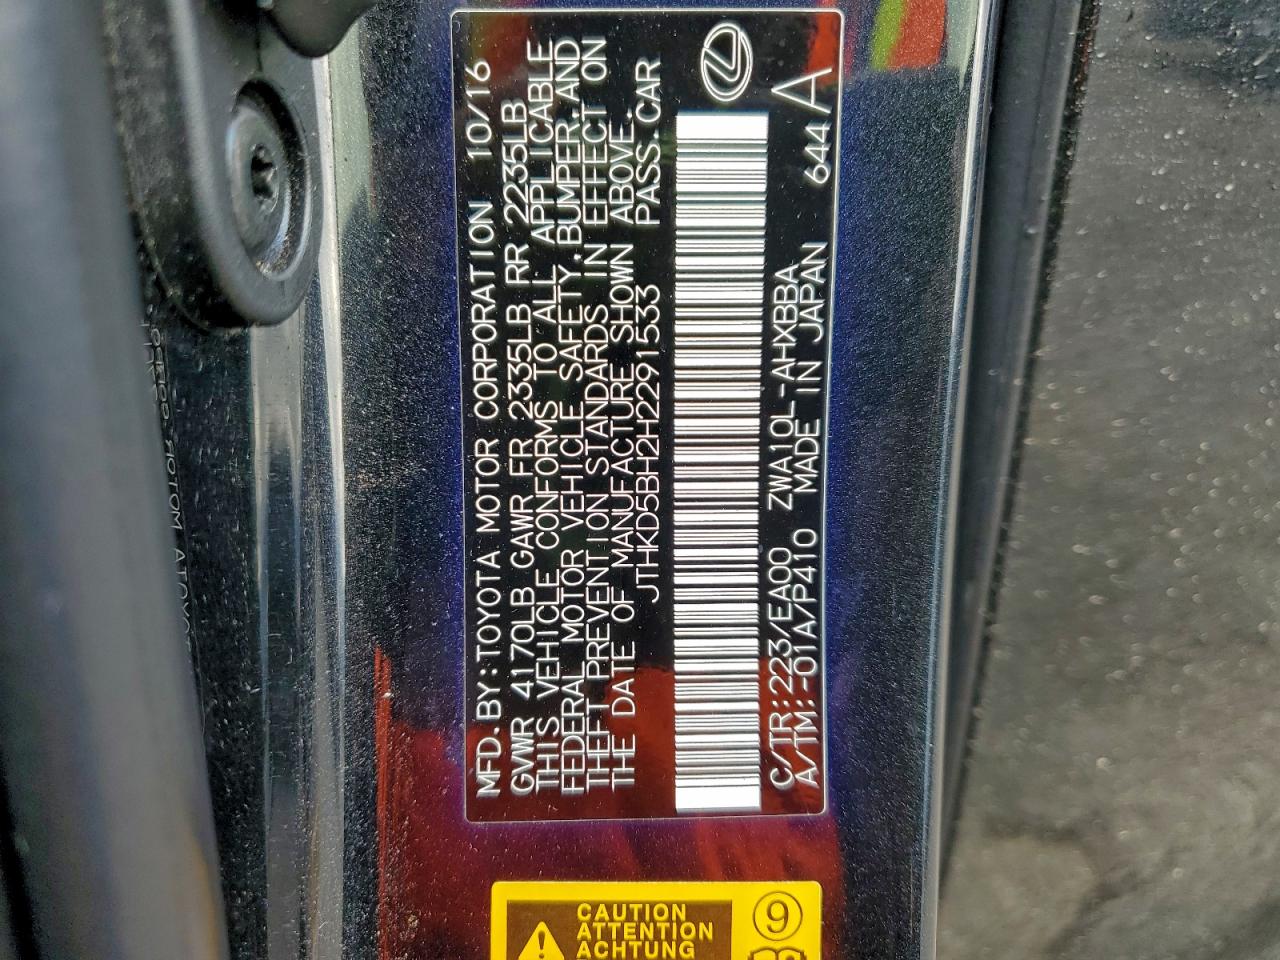 MFD.BY:TOYOTA MOTOR CORPORATION 10/16
GVWR 4170LB GAWR FR 2335LB RR 2235LB
THIS VEHICLE CONFORMS TO ALL APPLICABLE
FEDERAL MOTOR VEHICLE SAFETY,BUMPER,AND
THEFT PREVENTION STANDARDS IN EFFECT ON
THE DATE OF MANUFACTURE SHOWN ABOVE.
JTHKD5BH2H2291533 PASS.CAR
C/TR:223/EA00 ZWA10L-AHXBBA
A/TM:-01A/P410 MADE IN JAPAN 644 A
CAUTION
ATTENTION
ACHTUNG
9